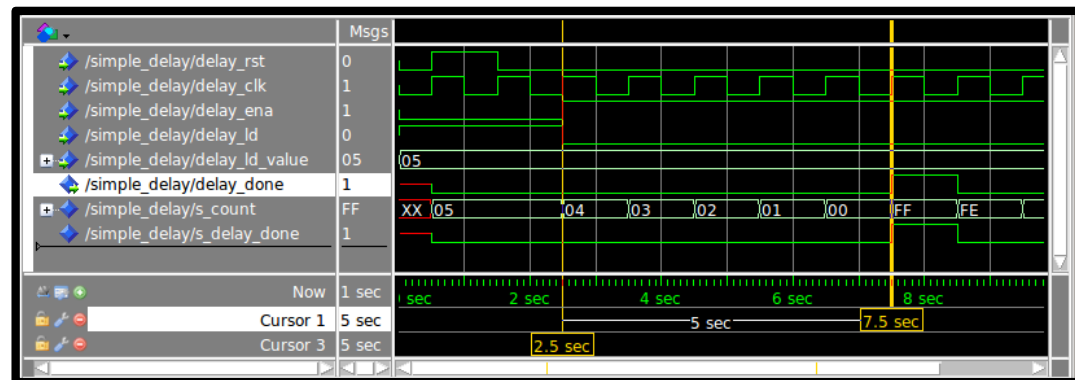 Msgs
/simple_delay/delay_rst 0
/simple_delay/delay_clk 1
/simple_delay/delay_ena 1
/simple_delay/delay_ld 0
/simple_delay/delay_ld_value 05 05
/simple_delay/delay_done 1
/simple_delay/s_count FF XX 05 04 03 02 01 00 FF FE
/simple_delay/s_delay_done 1
Now 1 sec sec 2 sec 4 sec 6 sec 8 sec
Cursor 1 5 sec 5 sec 7.5 sec
Cursor 3 5 sec 2.5 sec